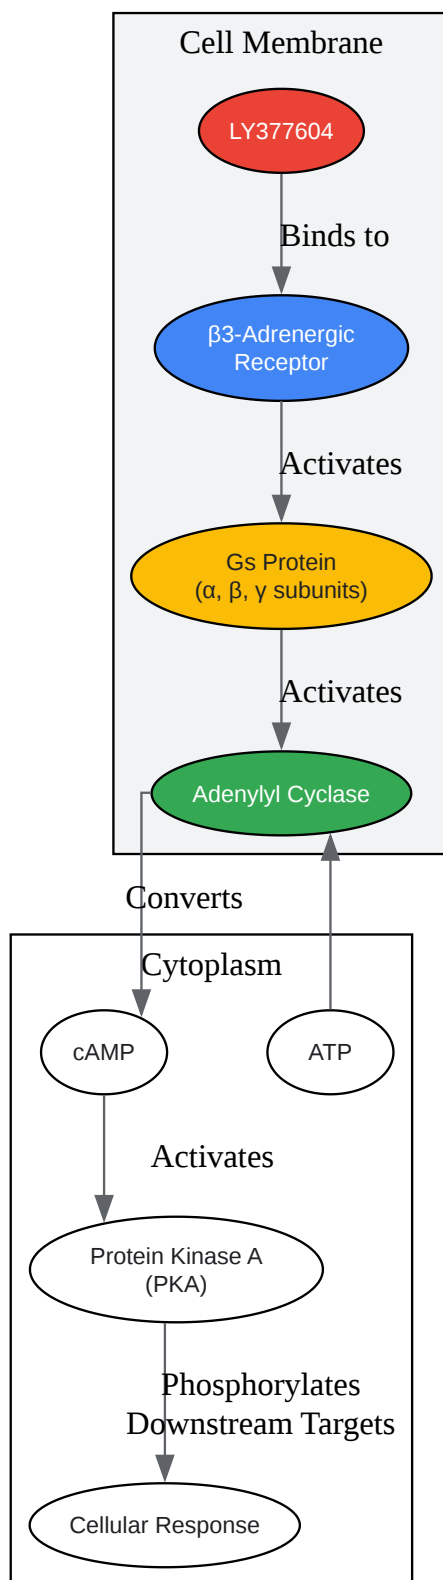 Cell Membrane
LY377604
Binds to
β3-Adrenergic
Receptor
Activates
Gs Protein
(α, β, γ subunits)
Activates
Adenylyl Cyclase
Converts
Cytoplasm
cAMP
ATP
Activates
Protein Kinase A
(PKA)
Phosphorylates
Downstream Targets
Cellular Response